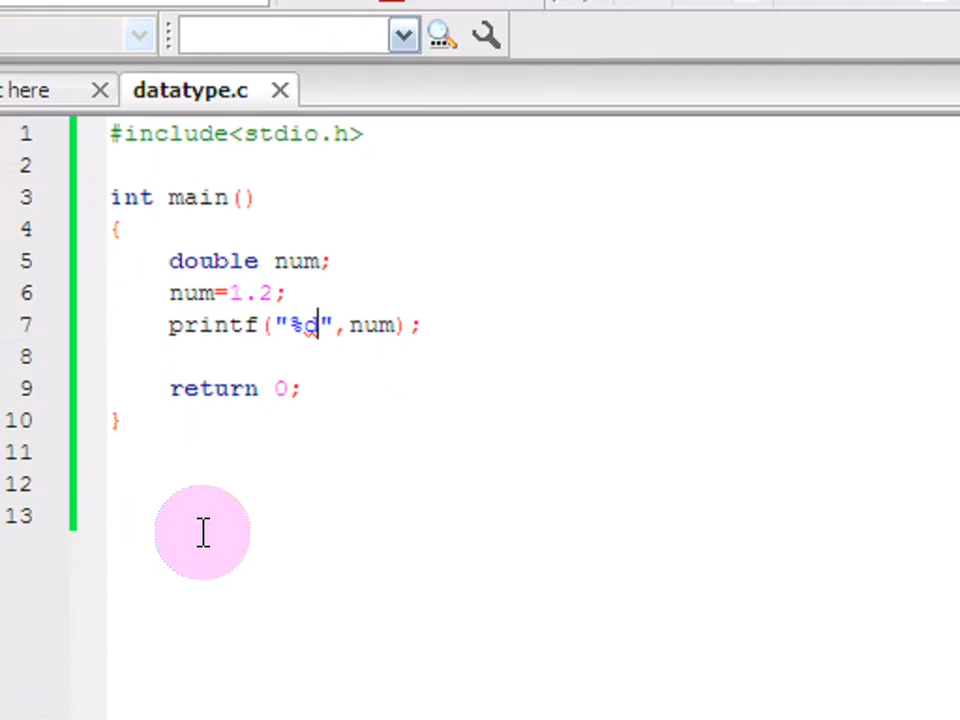 t here
datatype.c
1 #include<stdio.h>
2
3 int main()
4 {
5 double num;
6 num=1.2;
7 printf("%d",num);
8
9 return 0;
10 }
11
12
13